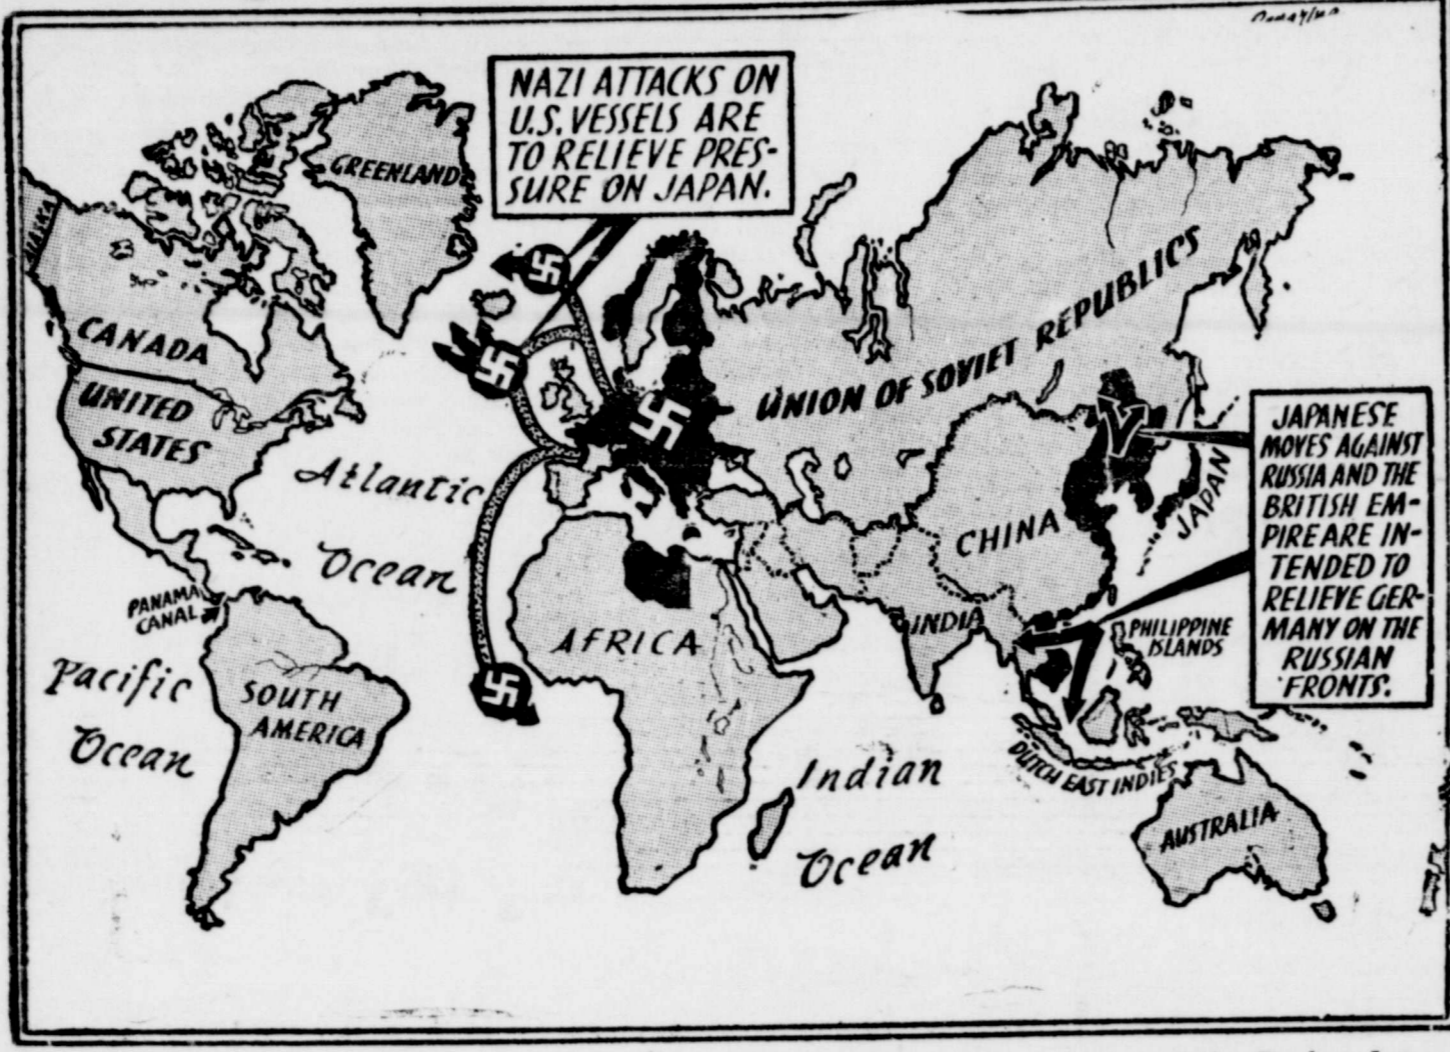 NAZI ATTACKS ON
U.S. VESSELS ARE
TO RELIEVE PRES-
SURE ON JAPAN.
GREENLAND
ALASKA
CANADA
UNITED
STATES
Atlantic
Ocean
PANAMA
CANAL
Pacific
Ocean
SOUTH
AMERICA
AFRICA
UNION OF SOVIET REPUBLICS
CHINA
JAPAN
INDIA
PHILIPPINE
ISLANDS
DUTCH EAST INDIES
Indian
Ocean
AUSTRALIA
JAPANESE
MOVES AGAINST
RUSSIA AND THE
BRITISH EM-
PIRE ARE IN-
TENDED TO
RELIEVE GER-
MANY ON THE
RUSSIAN
FRONTS.